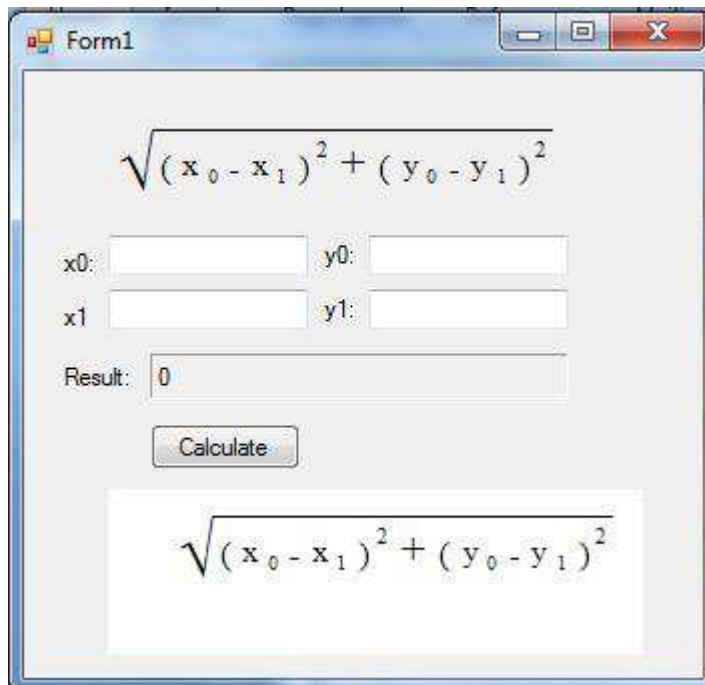 Form1
√(x₀ - x₁)² + (y₀ - y₁)²
x0: y0:
x1 y1:
Result: 0
Calculate
√(x₀ - x₁)² + (y₀ - y₁)²